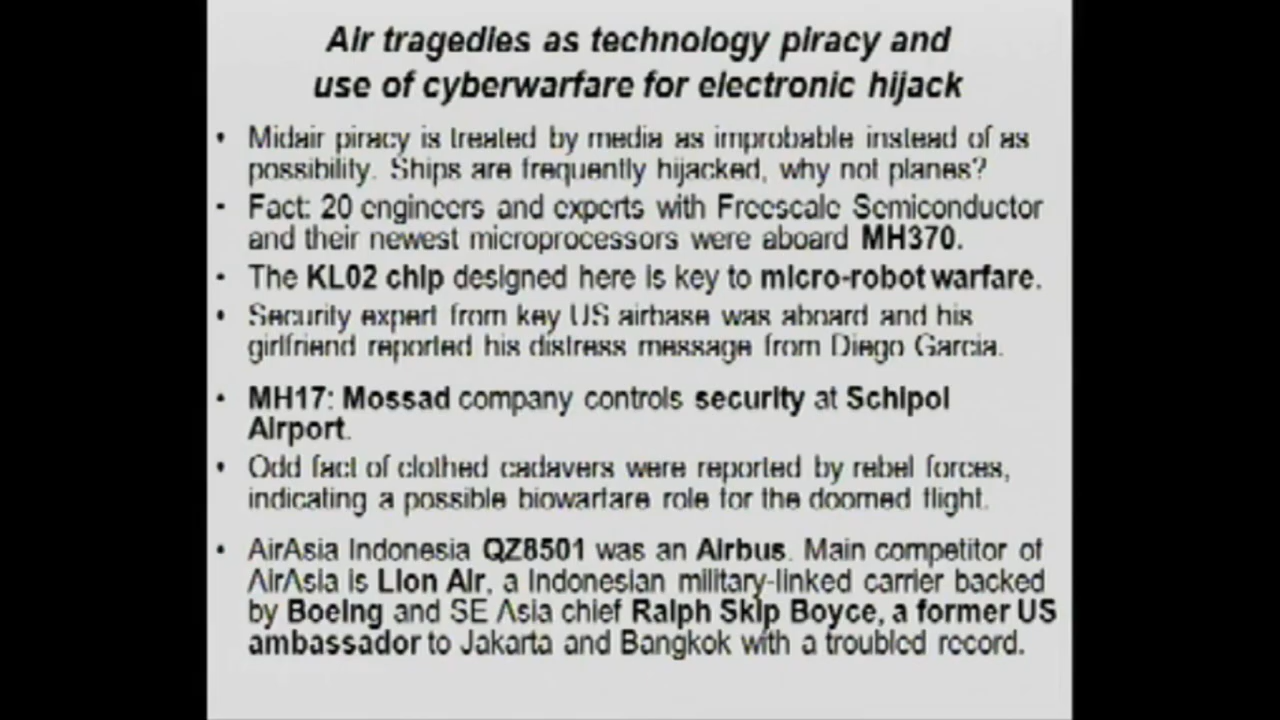 Air tragedies as technology piracy and
use of cyberwarfare for electronic hijack
• Midair piracy is treated by media as improbable instead of as
possibility. Ships are frequently hijacked, why not planes?
• Fact: 20 engineers and experts with Freescale Semiconductor
and their newest microprocessors were aboard MH370.
• The KL02 chip designed here is key to micro-robot warfare.
• Security expert from key US airbase was aboard and his
girlfriend reported his distress message from Diego Garcia.
• MH17: Mossad company controls security at Schipol
Airport.
• Odd fact of clothed cadavers were reported by rebel forces,
indicating a possible biowarfare role for the doomed flight.
• AirAsia Indonesia QZ8501 was an Airbus. Main competitor of
AirAsia is Lion Air, a Indonesian military-linked carrier backed
by Boeing and SE Asia chief Ralph Skip Boyce, a former US
ambassador to Jakarta and Bangkok with a troubled record.